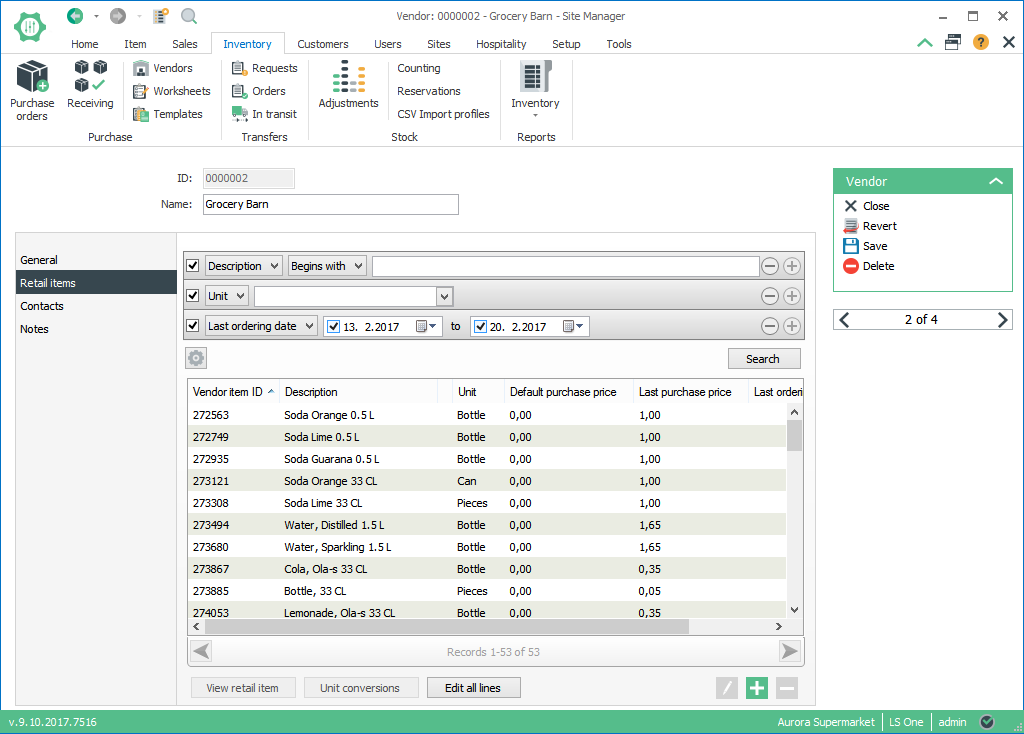 Vendor: 0000002 - Grocery Barn - Site Manager
Home Item Sales Inventory Customers Users Sites Hospitality Setup Tools
Purchase orders
Receiving
Vendors
Worksheets
Templates
Purchase
Requests
Orders
In transit
Transfers
Adjustments
Counting
Reservations
CSV Import profiles
Stock
Inventory
Reports
ID: 0000002
Name: Grocery Barn
General
Retail items
Contacts
Notes
Description Begins with
Unit
Last ordering date 13. 2.2017 to 20. 2.2017
Search
Vendor item ID Description Unit Default purchase price Last purchase price Last orderi
272563 Soda Orange 0.5 L Bottle 0,00 1,00
272749 Soda Lime 0.5 L Bottle 0,00 1,00
272935 Soda Guarana 0.5 L Bottle 0,00 1,00
273121 Soda Orange 33 CL Can 0,00 1,00
273308 Soda Lime 33 CL Pieces 0,00 1,00
273494 Water, Distilled 1.5 L Bottle 0,00 1,65
273680 Water, Sparkling 1.5 L Bottle 0,00 1,65
273867 Cola, Ola-s 33 CL Bottle 0,00 0,35
273885 Bottle, 33 CL Pieces 0,00 0,05
274053 Lemonade, Ola-s 33 CL Bottle 0,00 0,35
Records 1-53 of 53
View retail item Unit conversions Edit all lines
Vendor
Close
Revert
Save
Delete
2 of 4
v.9.10.2017.7516 Aurora Supermarket LS One admin